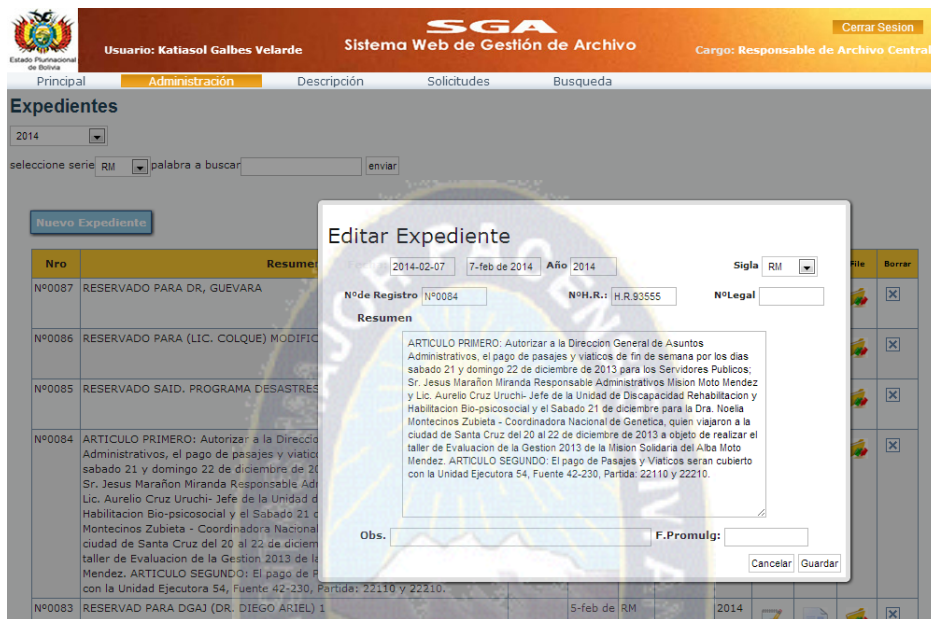 SGA
Cerrar Sesion
Usuario: Katiasol Galbes Velarde
Sistema Web de Gestión de Archivo
Cargo: Responsable de Archivo Central
Estado Plurinacional
de Bolivia
Principal Administración Descripción Solicitudes Busqueda
Expedientes
2014
seleccione serie RM palabra a buscar enviar
Nuevo Expediente
Nro Resumen File Borrar
Nº0087 RESERVADO PARA DR, GUEVARA
Nº0086 RESERVADO PARA (LIC. COLQUE) MODIFIC
Nº0085 RESERVADO SAID. PROGRAMA DESASTRES
Nº0084 ARTICULO PRIMERO: Autorizar a la Direccio
Administrativos, el pago de pasajes y viatico
sabado 21 y domingo 22 de diciembre de 20
Sr. Jesus Marañon Miranda Responsable Adr
Lic. Aurelio Cruz Uruchi- Jefe de la Unidad d
Habilitacion Bio-psicosocial y el Sabado 21 d
Montecinos Zubieta - Coordinadora Nacional
ciudad de Santa Cruz del 20 al 22 de diciem
taller de Evaluacion de la Gestion 2013 de la
Mendez. ARTICULO SEGUNDO: El pago de P
con la Unidad Ejecutora 54, Fuente 42-230, Partida: 22110 y 22210.
Nº0083 RESERVAD PARA DGAJ (DR. DIEGO ARIEL) 1 5-feb de RM 2014
Editar Expediente
2014-02-07 7-feb de 2014 Año 2014 Sigla RM
Nºde Registro Nº0084 NºH.R.: H.R.93555 NºLegal
Resumen
ARTICULO PRIMERO: Autorizar a la Direccion General de Asuntos
Administrativos, el pago de pasajes y viaticos de fin de semana por los dias
sabado 21 y domingo 22 de diciembre de 2013 para los Servidores Publicos;
Sr. Jesus Marañon Miranda Responsable Administrativos Mision Moto Mendez
y Lic. Aurelio Cruz Uruchi- Jefe de la Unidad de Discapacidad Rehabilitacion y
Habilitacion Bio-psicosocial y el Sabado 21 de diciembre para la Dra. Noelia
Montecinos Zubieta - Coordinadora Nacional de Genetica, quien viajaron a la
ciudad de Santa Cruz del 20 al 22 de diciembre de 2013 a objeto de realizar el
taller de Evaluacion de la Gestion 2013 de la Mision Solidaria del Alba Moto
Mendez. ARTICULO SEGUNDO: El pago de Pasajes y Viaticos seran cubierto
con la Unidad Ejecutora 54, Fuente 42-230, Partida: 22110 y 22210.
Obs. F.Promulg:
Cancelar Guardar